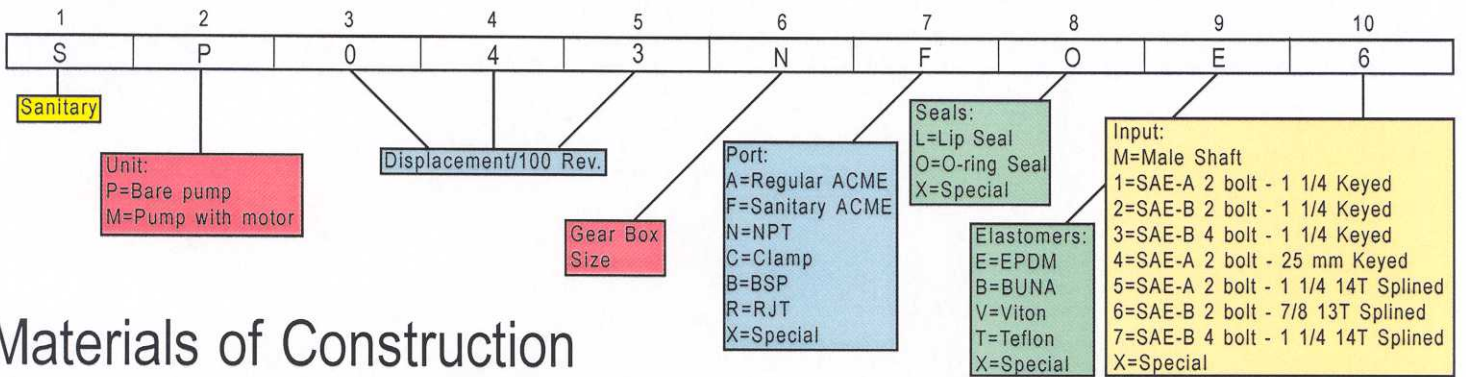 1 2 3 4 5 6 7 8 9 10
S P 0 4 3 N F O E 6
Sanitary
Unit:
P=Bare pump
M=Pump with motor
Displacement/100 Rev.
Gear Box
Size
Port:
A=Regular ACME
F=Sanitary ACME
N=NPT
C=Clamp
B=BSP
R=RJT
X=Special
Seals:
L=Lip Seal
O=O-ring Seal
X=Special
Elastomers:
E=EPDM
B=BUNA
V=Viton
T=Teflon
X=Special
Input:
M=Male Shaft
1=SAE-A 2 bolt - 1 1/4 Keyed
2=SAE-B 2 bolt - 1 1/4 Keyed
3=SAE-B 4 bolt - 1 1/4 Keyed
4=SAE-A 2 bolt - 25 mm Keyed
5=SAE-A 2 bolt - 1 1/4 14T Splined
6=SAE-B 2 bolt - 7/8 13T Splined
7=SAE-B 4 bolt - 1 1/4 14T Splined
X=Special
Materials of Construction